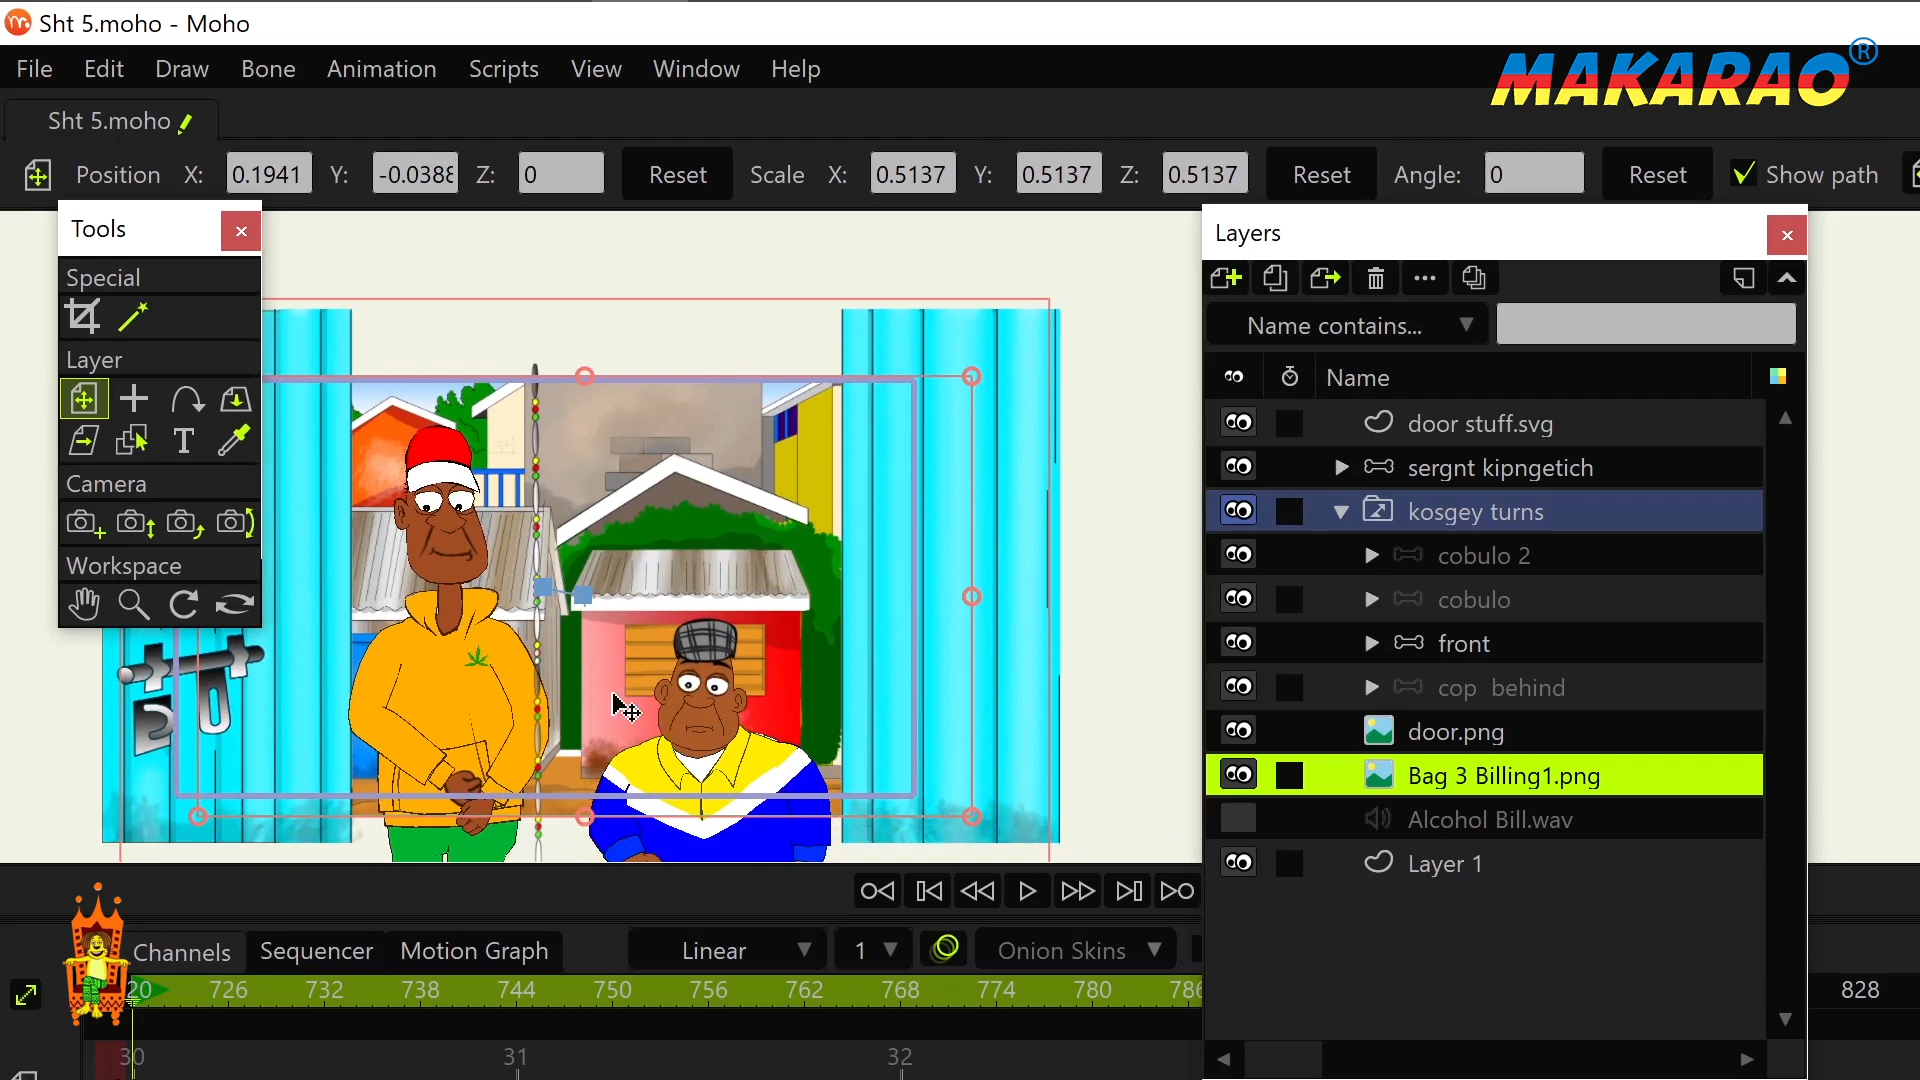 Sht 5.moho - Moho
File Edit Draw Bone Animation Scripts View Window Help
MAKARAO®
Sht 5.moho
Position X: 0.1941 Y: -0.0388 Z: 0 Reset Scale X: 0.5137 Y: 0.5137 Z: 0.5137 Reset Angle: 0 Reset Show path
Tools
Special
Layer
Camera
Workspace
Layers
Name contains...
Name
door stuff.svg
sergnt kipngetich
kosgey turns
cobulo 2
cobulo
front
cop behind
door.png
Bag 3 Billing1.png
Alcohol Bill.wav
Layer 1
Channels Sequencer Motion Graph Linear 1 Onion Skins
20 726 732 738 744 750 756 762 768 774 780 786 828
30 31 32